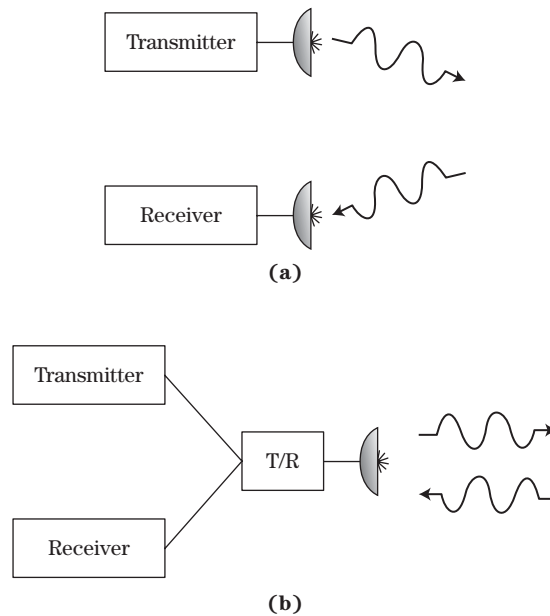 Transmitter
Receiver
(a)
Transmitter
T/R
Receiver
(b)